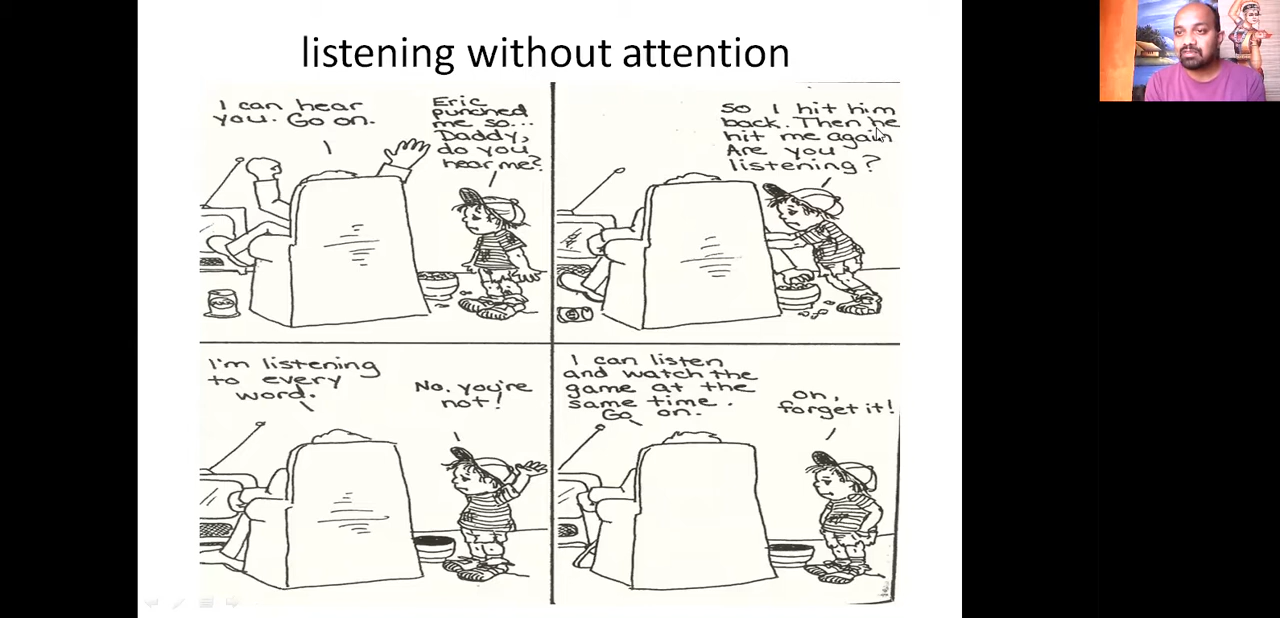 listening without attention
I can hear
you. Go on.
Eric
punched
me so...
Daddy,
do you
hear me?
So I hit him
back. Then he
hit me again
Are you
listening?
I'm listening
to every
word.
No. you're
not!
I can listen
and watch the
game at the
same time.
Go on.
Oh,
forget it!